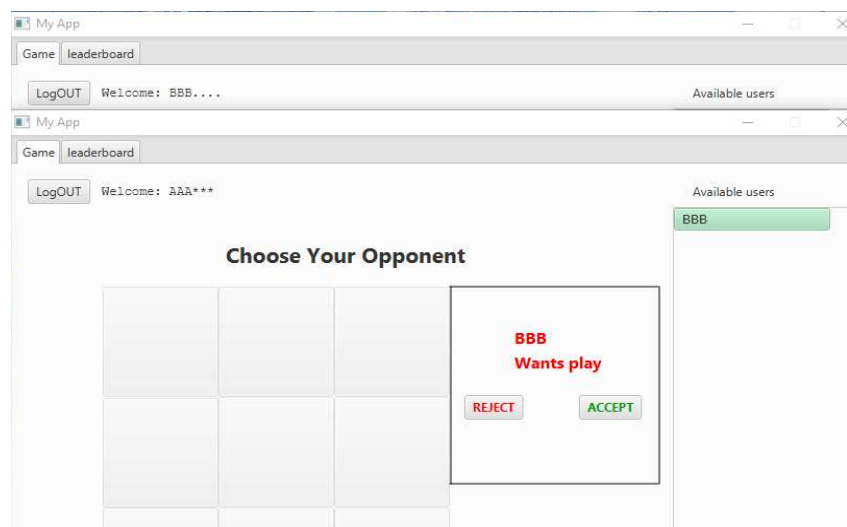 My App
Game leaderboard
LogOUT Welcome: BBB.... Available users
My App
Game leaderboard
LogOUT Welcome: AAA*** Available users
BBB
Choose Your Opponent
BBB
Wants play
REJECT ACCEPT